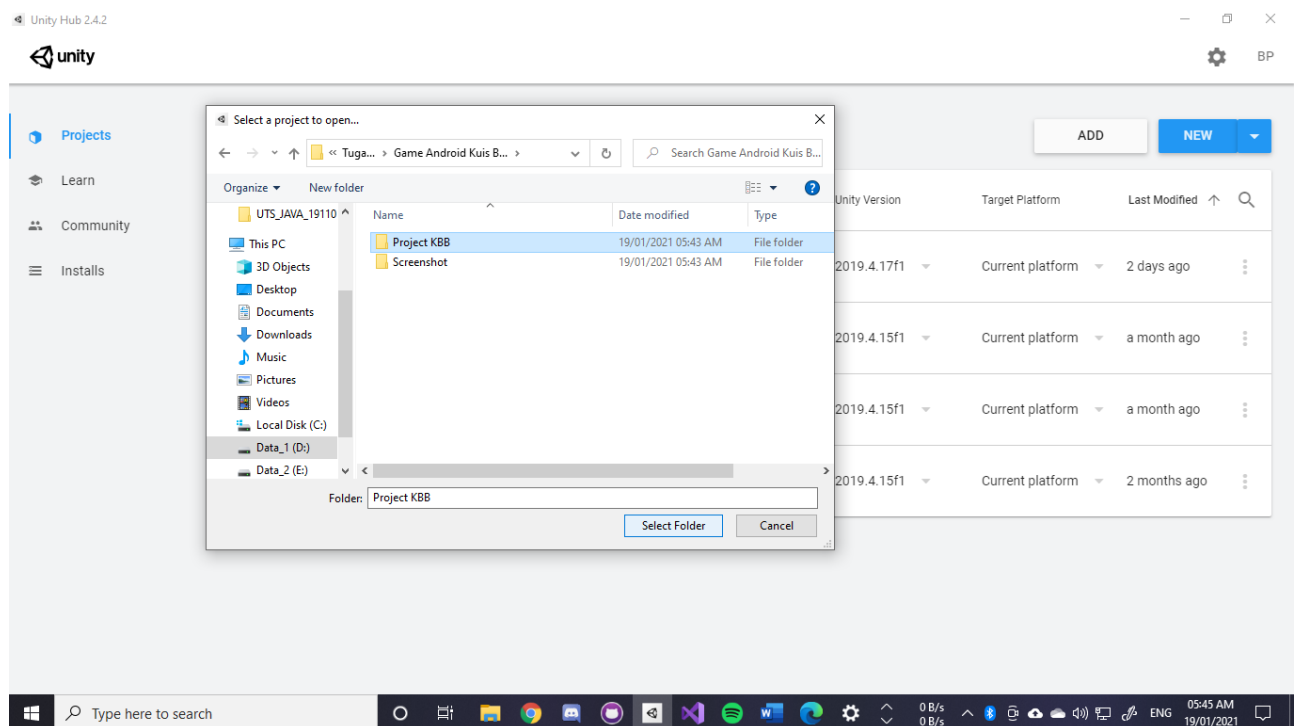 Unity Hub 2.4.2
unity
BP
Projects
Learn
Community
Installs
ADD
NEW
Unity Version
Target Platform
Last Modified
2019.4.17f1
Current platform
2 days ago
2019.4.15f1
Current platform
a month ago
2019.4.15f1
Current platform
a month ago
2019.4.15f1
Current platform
2 months ago
Select a project to open...
« Tuga... > Game Android Kuis B... >
Search Game Android Kuis B...
Organize
New folder
?
UTS_JAVA_19110
This PC
3D Objects
Desktop
Documents
Downloads
Music
Pictures
Videos
Local Disk (C:)
Data_1 (D:)
Data_2 (E:)
Name
Date modified
Type
Project KBB
19/01/2021 05:43 AM
File folder
Screenshot
19/01/2021 05:43 AM
File folder
Folder:
Project KBB
Select Folder
Cancel
Type here to search
W
0 B/s
0 B/s
ENG
05:45 AM
19/01/2021